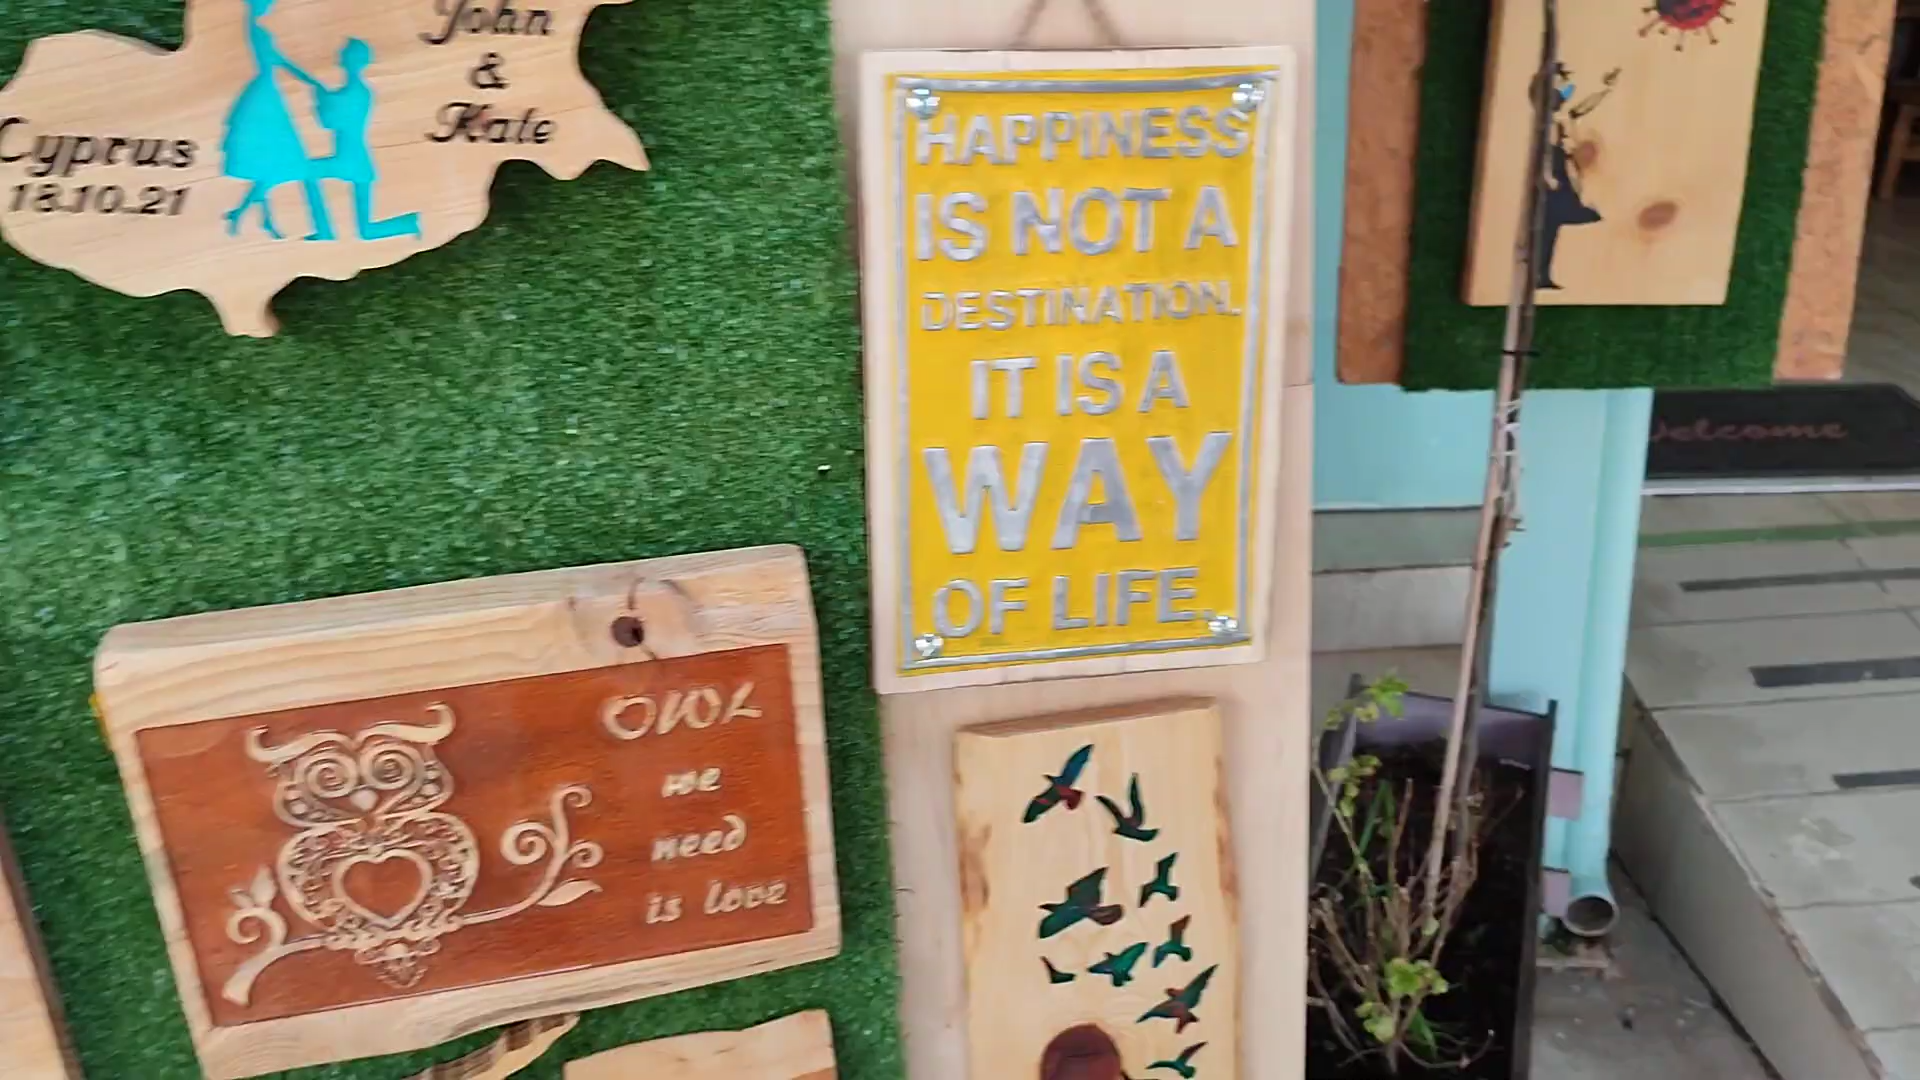 John
&
Kate
Cyprus
18.10.21
HAPPINESS
IS NOT A
DESTINATION.
IT IS A
WAY
OF LIFE.
OWL
we
need
is love
welcome